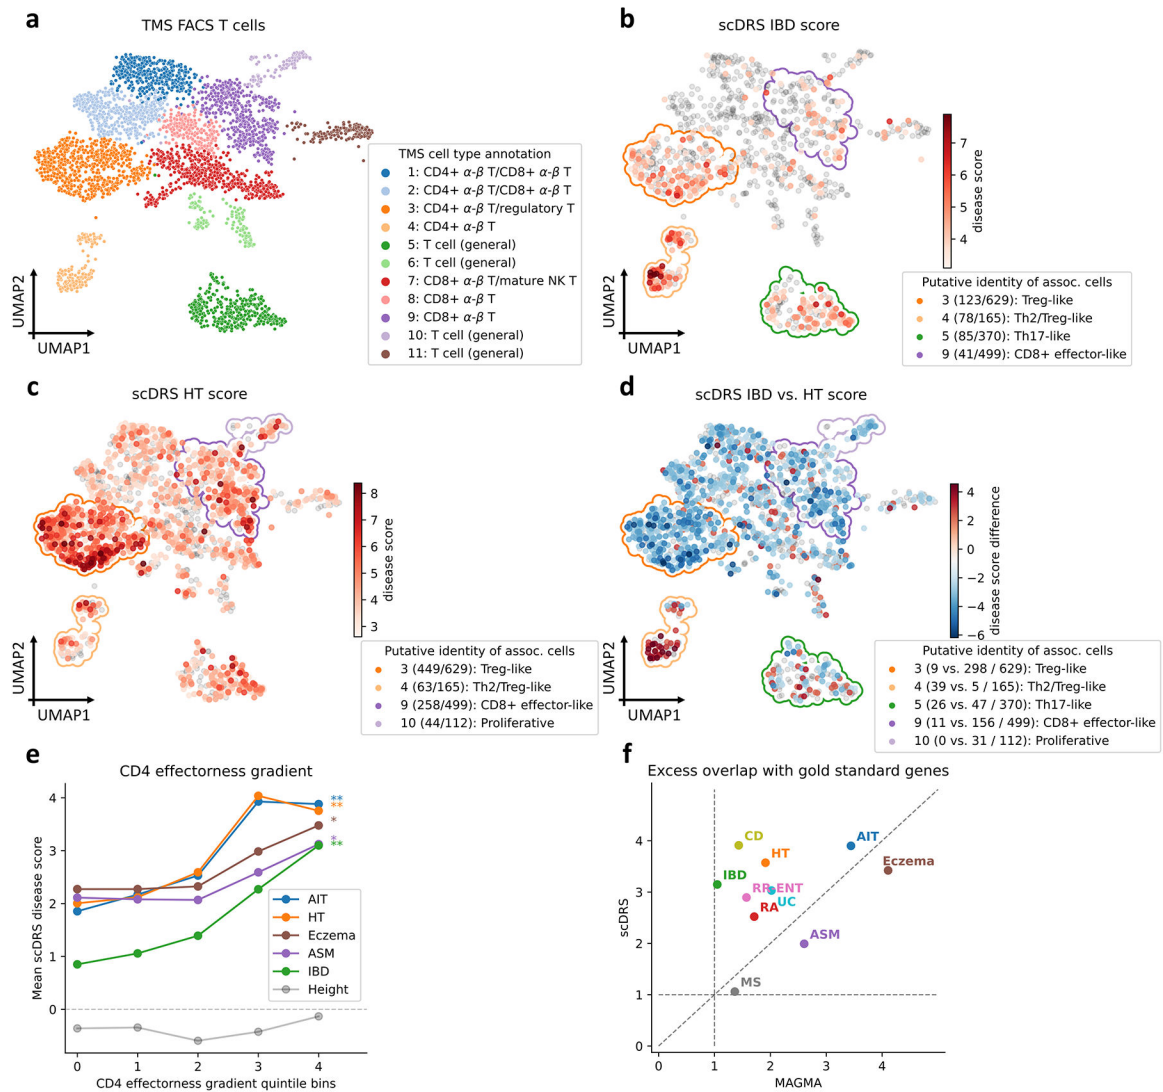 a
TMS FACS T cells
UMAP2
UMAP1
TMS cell type annotation
1: CD4+ α-β T/CD8+ α-β T
2: CD4+ α-β T/CD8+ α-β T
3: CD4+ α-β T/regulatory T
4: CD4+ α-β T
5: T cell (general)
6: T cell (general)
7: CD8+ α-β T/mature NK T
8: CD8+ α-β T
9: CD8+ α-β T
10: T cell (general)
11: T cell (general)
b
scDRS IBD score
UMAP2
UMAP1
7
6
5
4
disease score
Putative identity of assoc. cells
3 (123/629): Treg-like
4 (78/165): Th2/Treg-like
5 (85/370): Th17-like
9 (41/499): CD8+ effector-like
c
scDRS HT score
UMAP2
UMAP1
8
7
6
5
4
3
disease score
Putative identity of assoc. cells
3 (449/629): Treg-like
4 (63/165): Th2/Treg-like
9 (258/499): CD8+ effector-like
10 (44/112): Proliferative
d
scDRS IBD vs. HT score
UMAP2
UMAP1
4
2
0
−2
−4
−6
disease score difference
Putative identity of assoc. cells
3 (9 vs. 298 / 629): Treg-like
4 (39 vs. 5 / 165): Th2/Treg-like
5 (26 vs. 47 / 370): Th17-like
9 (11 vs. 156 / 499): CD8+ effector-like
10 (0 vs. 31 / 112): Proliferative
e
CD4 effectorness gradient
Mean scDRS disease score
4
3
2
1
0
**
**
*
*
**
AIT
HT
Eczema
ASM
IBD
Height
0 1 2 3 4
CD4 effectorness gradient quintile bins
f
Excess overlap with gold standard genes
scDRS
4
3
2
1
0
CD
HT
AIT
Eczema
IBD
RR-ENT
UC
RA
ASM
MS
0 1 2 3 4
MAGMA